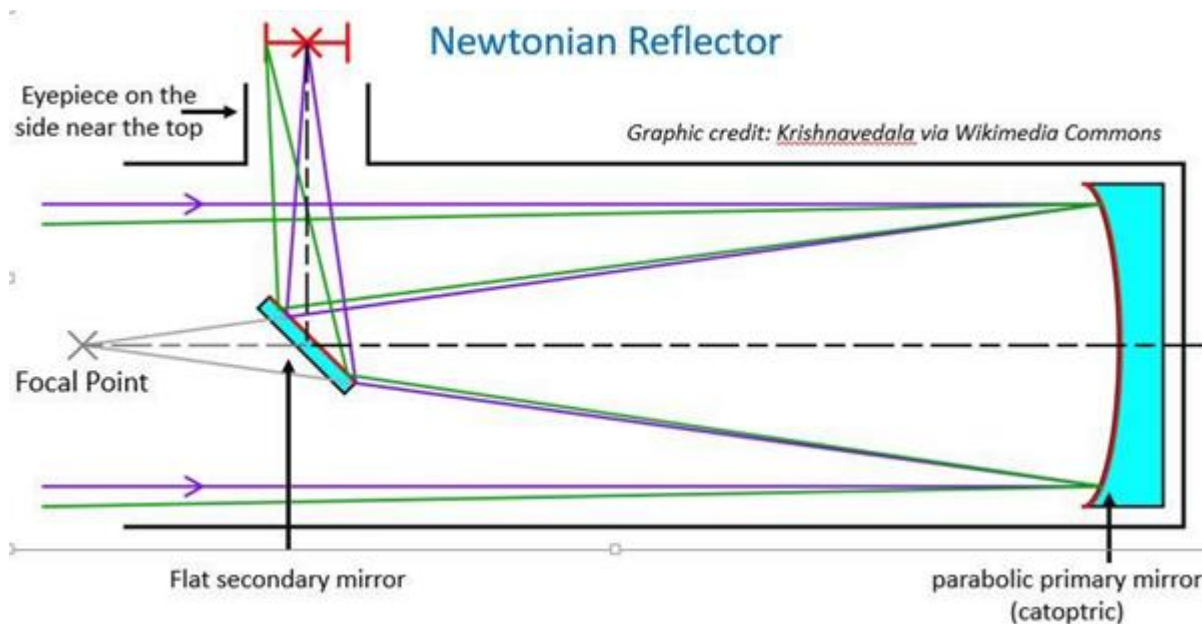 Newtonian Reflector
Eyepiece on the
side near the top
Graphic credit: Krishnavedala via Wikimedia Commons
Focal Point
Flat secondary mirror
parabolic primary mirror
(catoptric)